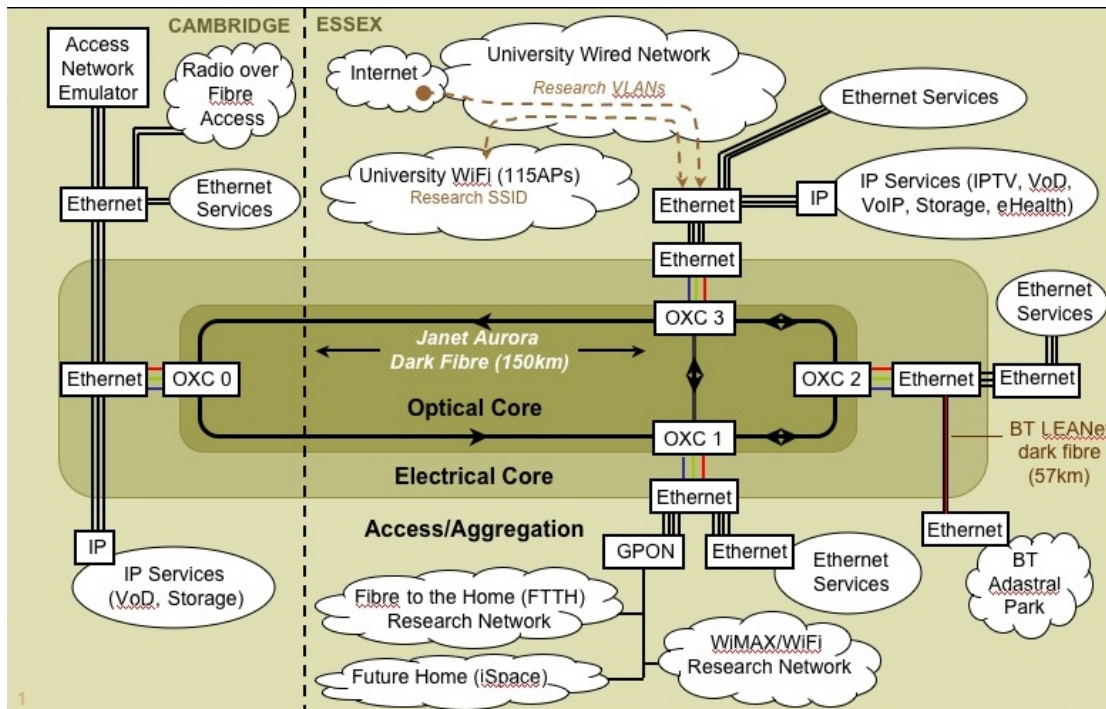 CAMBRIDGE
ESSEX
Access
Network
Emulator
Radio over
Fibre
Access
Ethernet
Ethernet
Services
Internet
University Wired Network
Research VLANs
University WiFi (115APs)
Research SSID
Ethernet Services
Ethernet
IP
IP Services (IPTV, VoD,
VoIP, Storage, eHealth)
Ethernet
OXC 3
Janet Aurora
Dark Fibre (150km)
Ethernet
OXC 0
Optical Core
OXC 1
OXC 2
Ethernet
Ethernet
Ethernet
Services
Electrical Core
BT LEANet
dark fibre
(57km)
Ethernet
Access/Aggregation
IP
IP Services
(VoD, Storage)
GPON
Ethernet
Ethernet
Services
Ethernet
BT
Adastral
Park
Fibre to the Home (FTTH)
Research Network
WiMAX/WiFi
Research Network
Future Home (iSpace)
1